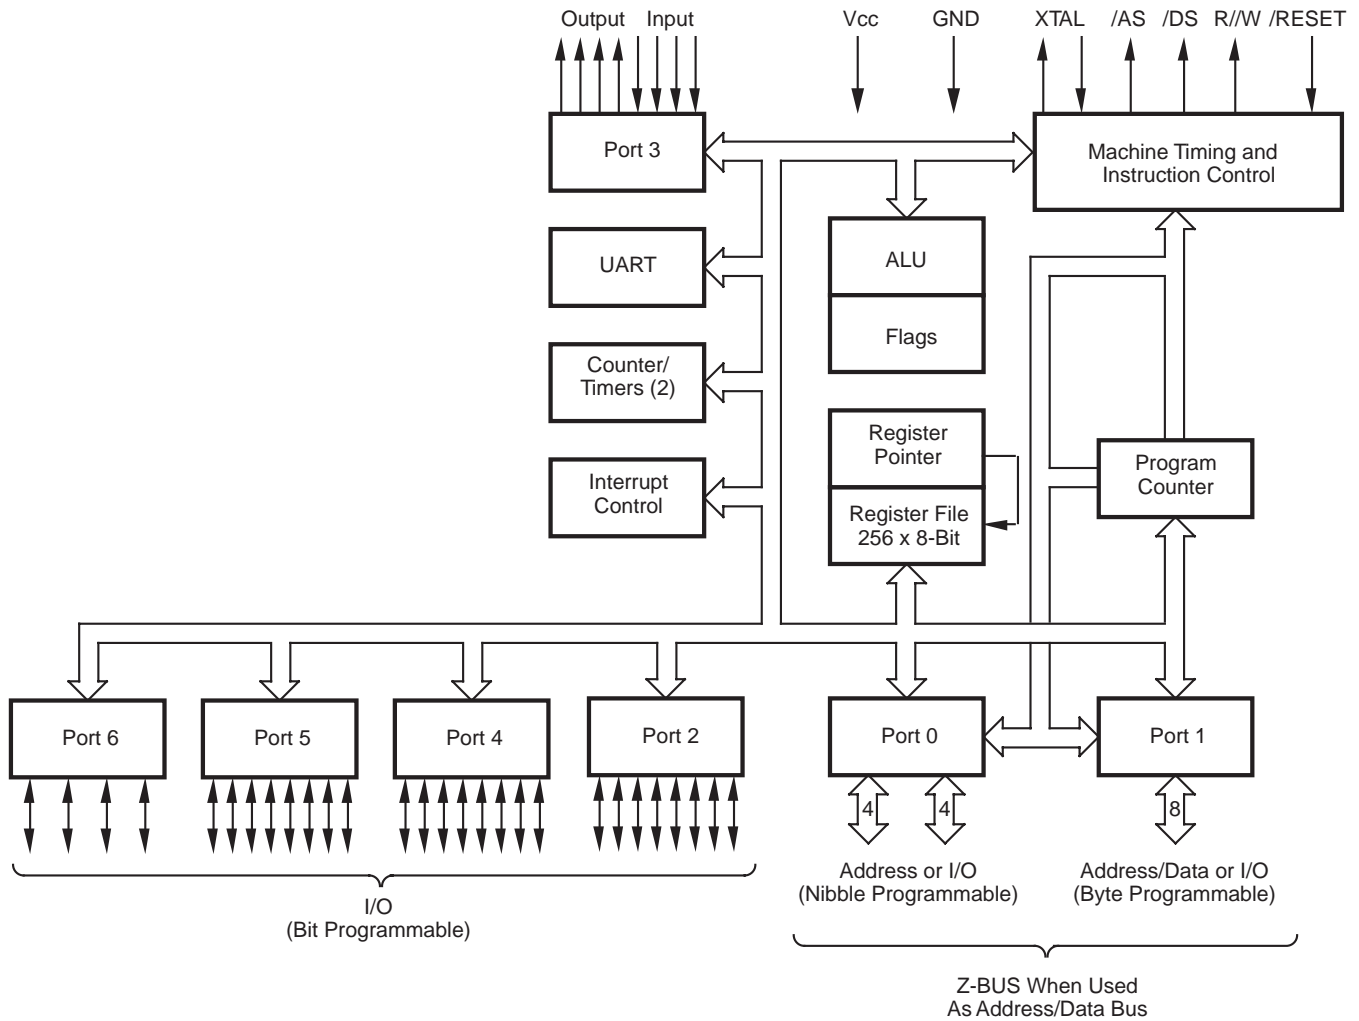 Output Input Vcc GND XTAL /AS /DS R//W /RESET
Port 3
Machine Timing and
Instruction Control
UART
ALU
Flags
Counter/
Timers (2)
Register
Pointer
Program
Counter
Interrupt
Control
Register File
256 x 8-Bit
Port 6
Port 5
Port 4
Port 2
Port 0
Port 1
4
4
8
Address or I/O
(Nibble Programmable)
Address/Data or I/O
(Byte Programmable)
I/O
(Bit Programmable)
Z-BUS When Used
As Address/Data Bus